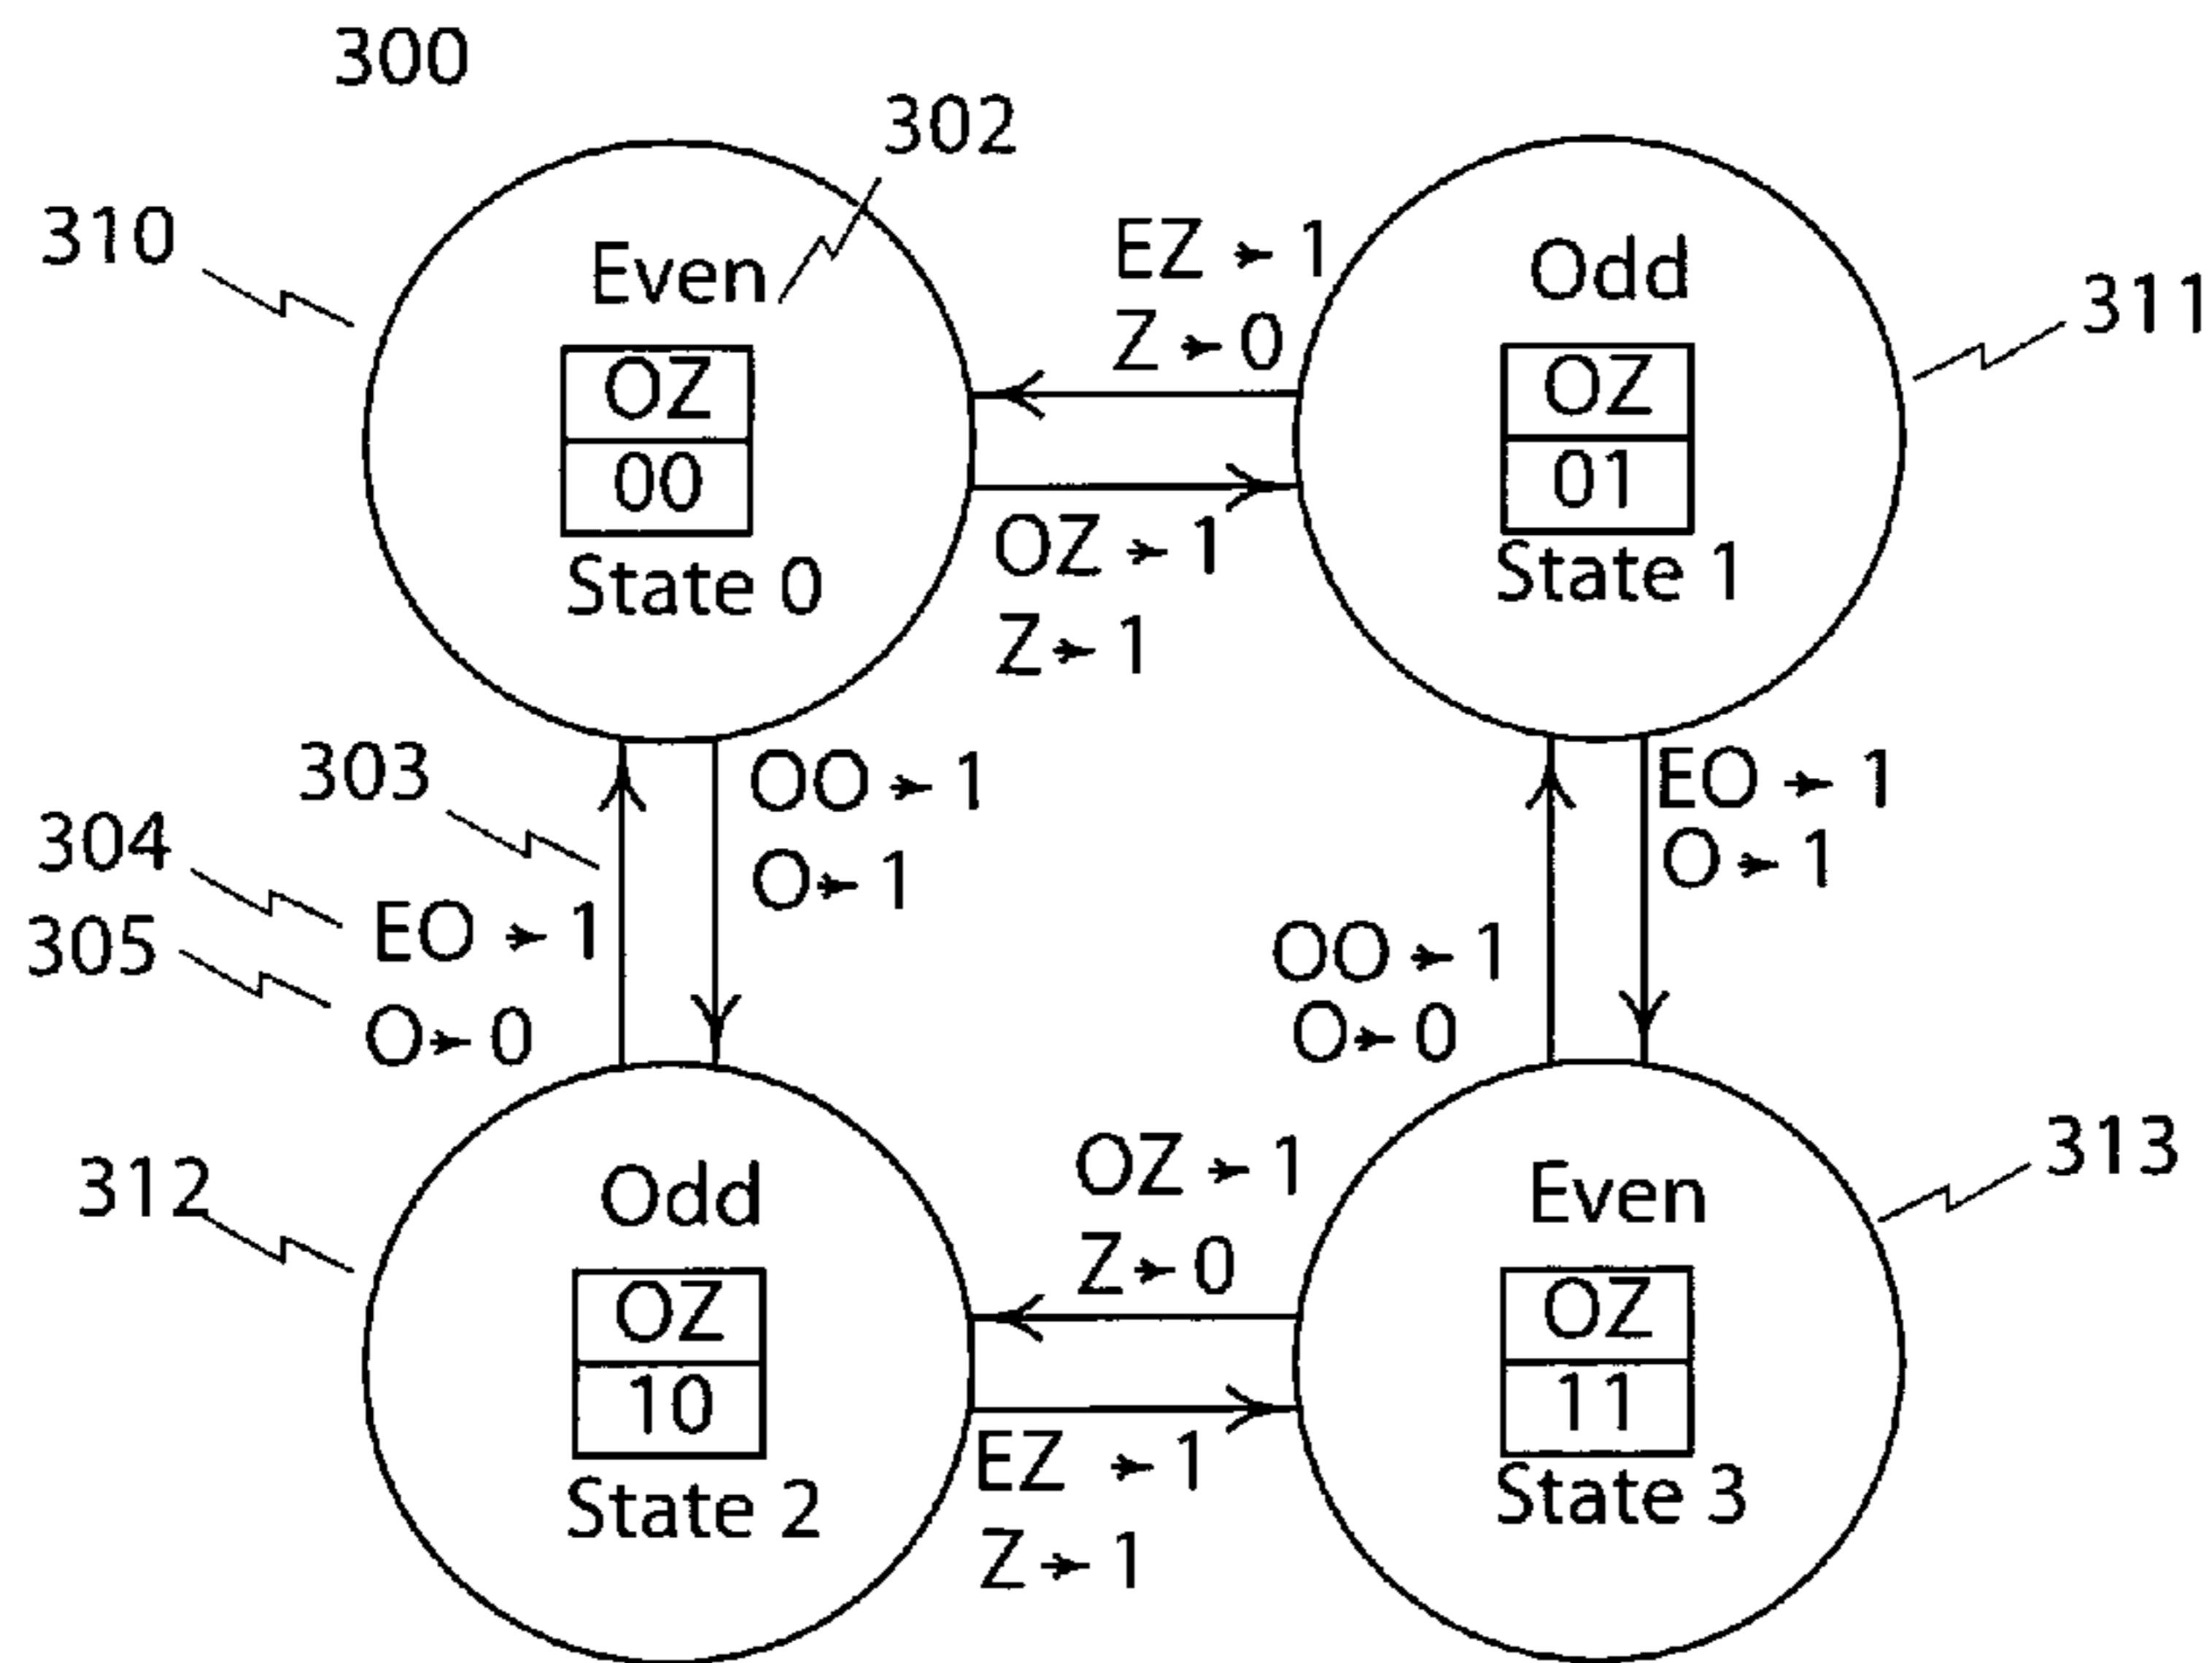 300
302
310
Even
OZ
00
State 0
EZ → 1
Z → 0
OZ → 1
Z → 1
Odd
OZ
01
State 1
311
303
304
305
EO → 1
O → 0
OO → 1
O → 1
OO → 1
O → 0
EO → 1
O → 1
312
Odd
OZ
10
State 2
OZ → 1
Z → 0
EZ → 1
Z → 1
Even
OZ
11
State 3
313